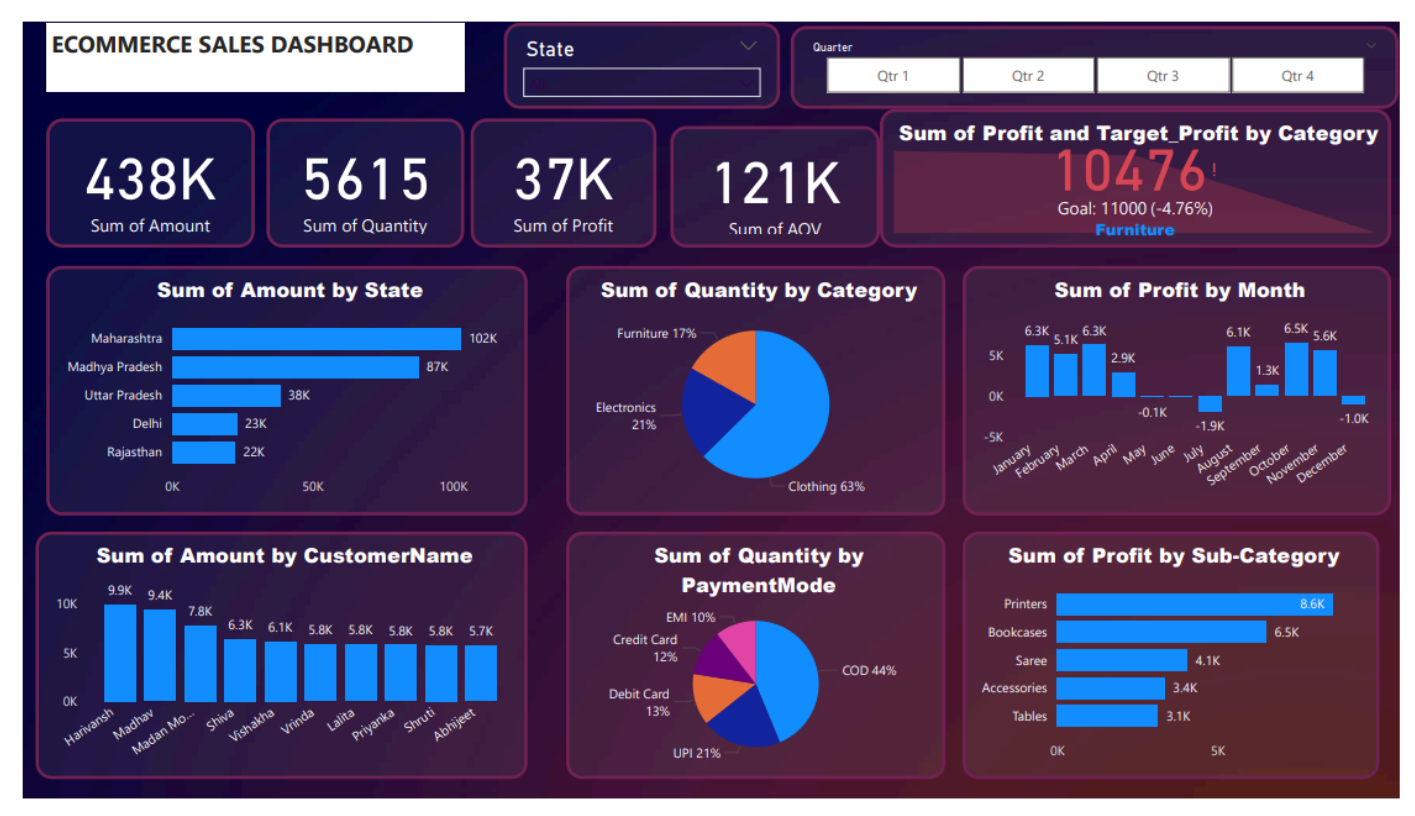 ECOMMERCE SALES DASHBOARD
State
Quarter
Qtr 1
Qtr 2
Qtr 3
Qtr 4
438K
Sum of Amount
5615
Sum of Quantity
37K
Sum of Profit
121K
Sum of AOV
Sum of Profit and Target_Profit by Category
10476!
Goal: 11000 (-4.76%)
Furniture
Sum of Amount by State
Maharashtra
102K
Madhya Pradesh
87K
Uttar Pradesh
38K
Delhi
23K
Rajasthan
22K
0K
50K
100K
Sum of Quantity by Category
Furniture 17%
Electronics
21%
Clothing 63%
Sum of Profit by Month
5K
0K
-5K
6.3K
5.1K
6.3K
2.9K
-0.1K
-1.9K
6.1K
1.3K
6.5K
5.6K
-1.0K
January
February
March
April
May
June
July
August
September
October
November
December
Sum of Amount by CustomerName
10K
5K
0K
9.9K
9.4K
7.8K
6.3K
6.1K
5.8K
5.8K
5.8K
5.8K
5.7K
Harivansh
Madhav
Madan Mo...
Shiva
Vishakha
Vrinda
Lalita
Priyanka
Shruti
Abhijeet
Sum of Quantity by
PaymentMode
EMI 10%
Credit Card
12%
Debit Card
13%
UPI 21%
COD 44%
Sum of Profit by Sub-Category
Printers
8.6K
Bookcases
6.5K
Saree
4.1K
Accessories
3.4K
Tables
3.1K
0K
5K